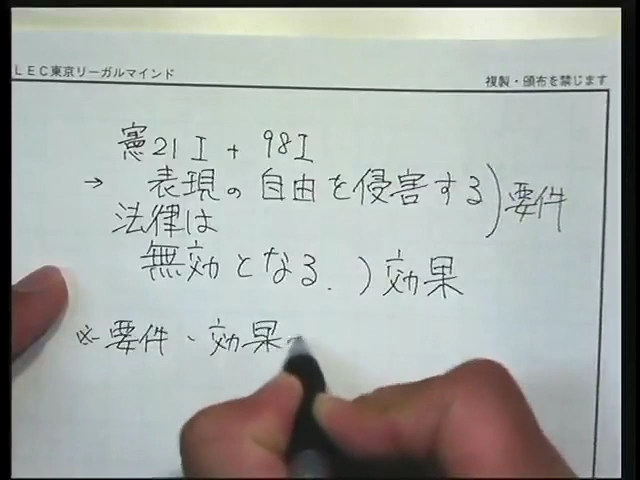 LEC東京リーガルマインド
複製・頒布を禁じます
憲21Ⅰ + 98Ⅰ
→ 表現の自由を侵害する
法律は
) 要件
無効となる. ) 効果
※ 要件、効果